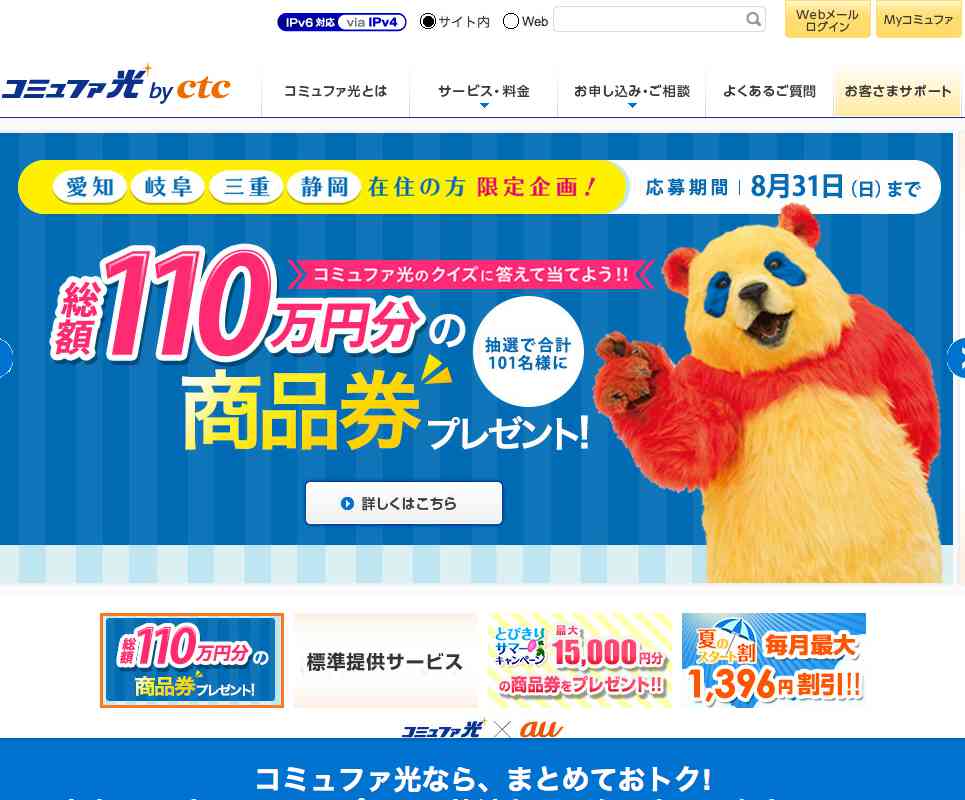 IPv6 対応 via IPv4
サイト内
Web
Webメール
ログイン
Myコミュファ
コミュファ光 by ctc
コミュファ光とは
サービス・料金
お申し込み・ご相談
よくあるご質問
お客さまサポート
愛知 岐阜 三重 静岡 在住の方 限定企画!
応募期間 8月31日(日)まで
コミュファ光のクイズに答えて当てよう!!
総額110万円分の
商品券プレゼント!
抽選で合計
101名様に
詳しくはこちら
総額110万円分の
商品券プレゼント!
標準提供サービス
とびきり
サマー
キャンペーン
最大
15,000円分
の商品券をプレゼント!!
夏の
スタート割
毎月最大
1,396円割引!!
コミュファ光 × au
コミュファ光なら、まとめておトク!